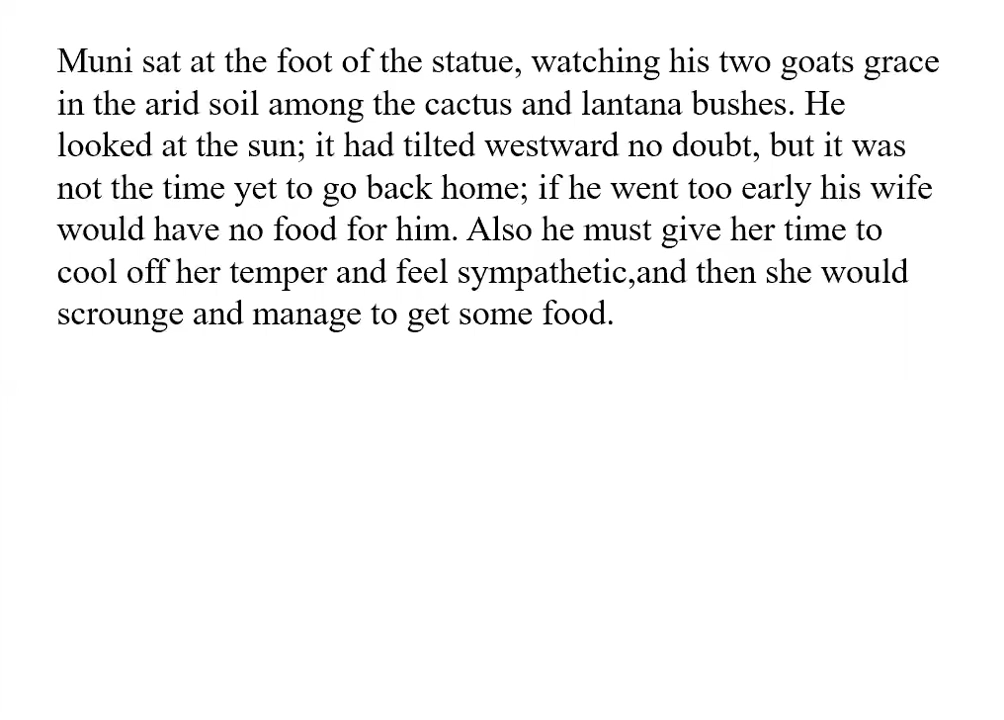 Muni sat at the foot of the statue, watching his two goats grace
in the arid soil among the cactus and lantana bushes. He
looked at the sun; it had tilted westward no doubt, but it was
not the time yet to go back home; if he went too early his wife
would have no food for him. Also he must give her time to
cool off her temper and feel sympathetic,and then she would
scrounge and manage to get some food.